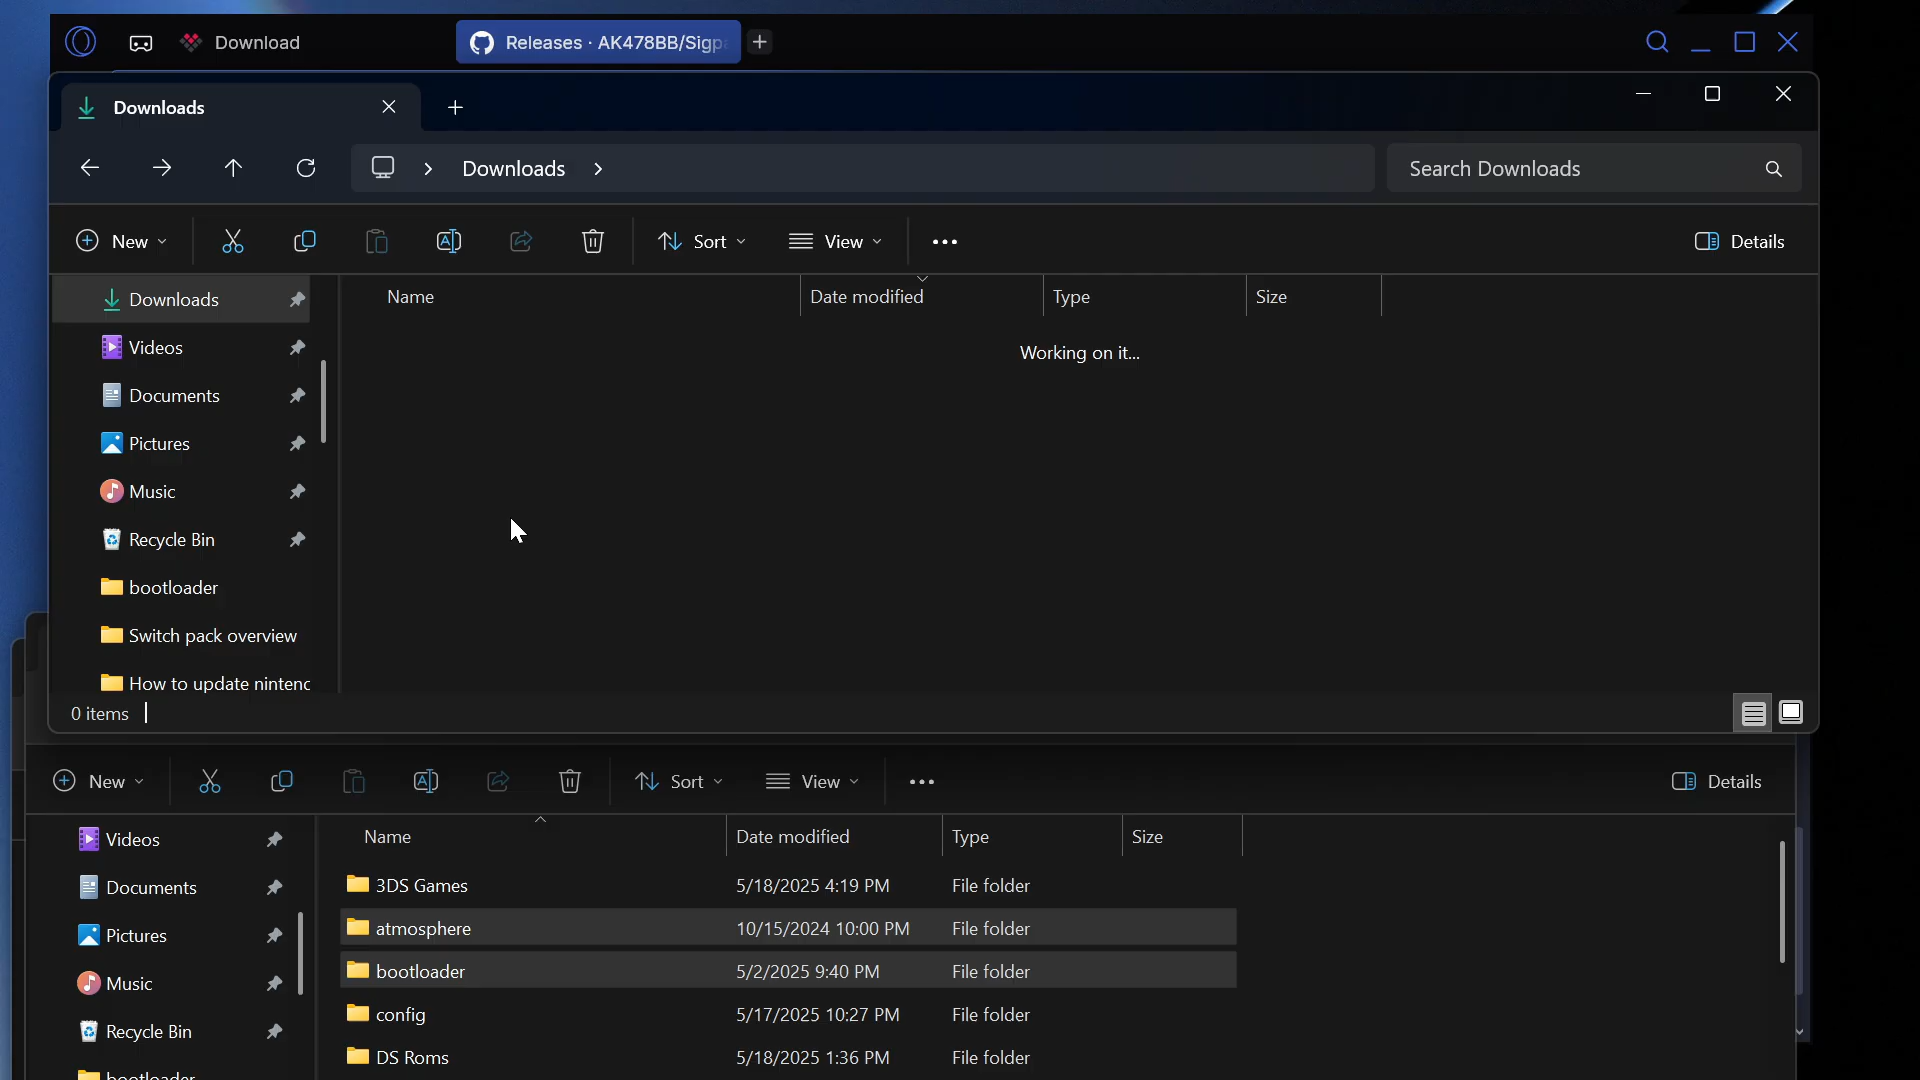 Download
Releases · AK478BB/Sigpa
Downloads
Downloads
Search Downloads
New
Sort
View
Details
Name
Date modified
Type
Size
Downloads
Working on it...
Videos
Documents
Pictures
Music
Recycle Bin
bootloader
Switch pack overview
How to update nintenc
0 items
New
Sort
View
Details
Videos
Documents
Pictures
Music
Recycle Bin
bootloader
Name
Date modified
Type
Size
3DS Games 5/18/2025 4:19 PM File folder
atmosphere 10/15/2024 10:00 PM File folder
bootloader 5/2/2025 9:40 PM File folder
config 5/17/2025 10:27 PM File folder
DS Roms 5/18/2025 1:36 PM File folder